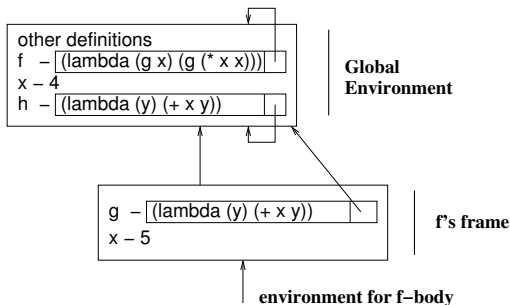 other definitions
f – (lambda (g x) (g (* x x)))
x – 4
h – (lambda (y) (+ x y))
Global
Environment
g – (lambda (y) (+ x y))
x – 5
f's frame
environment for f–body